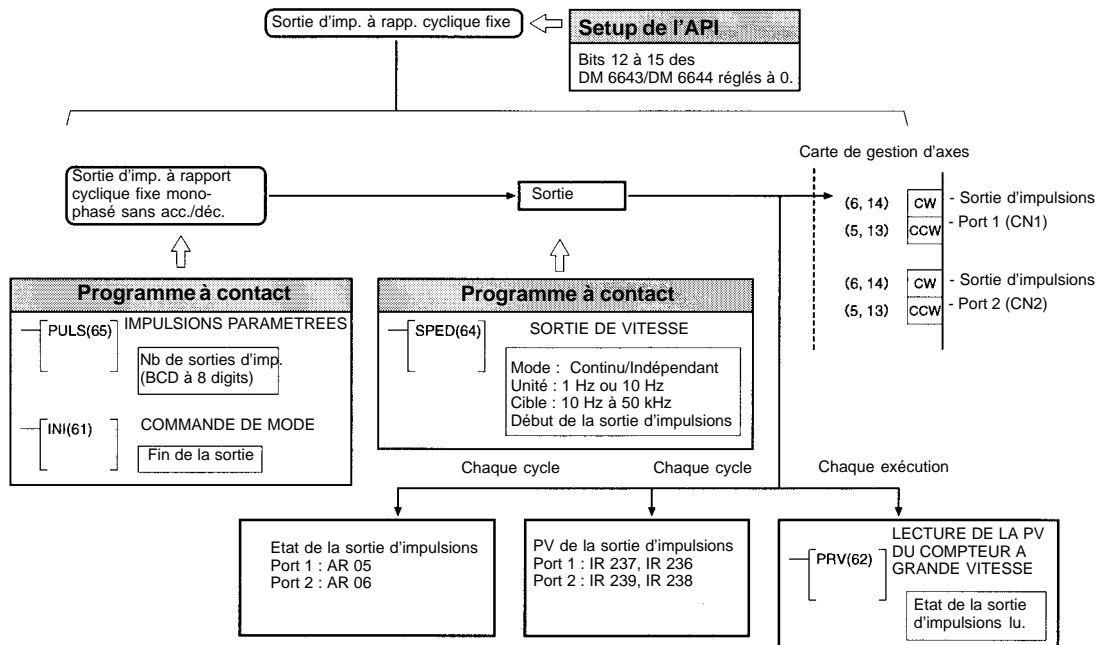 Sortie d'imp. à rapp. cyclique fixe
Setup de l'API
Bits 12 à 15 des
DM 6643/DM 6644 réglés à 0.
Carte de gestion d'axes
Sortie d'imp. à rapport
cyclique fixe mono-
phasé sans acc./déc.
Sortie
(6, 14) CW - Sortie d'impulsions
(5, 13) CCW - Port 1 (CN1)
(6, 14) CW - Sortie d'impulsions
(5, 13) CCW - Port 2 (CN2)
Programme à contact
PULS(65) IMPULSIONS PARAMETREES
Nb de sorties d'imp.
(BCD à 8 digits)
INI(61) COMMANDE DE MODE
Fin de la sortie
Programme à contact
SPED(64) SORTIE DE VITESSE
Mode : Continu/Indépendant
Unité : 1 Hz ou 10 Hz
Cible : 10 Hz à 50 kHz
Début de la sortie d'impulsions
Chaque cycle
Chaque cycle
Chaque exécution
Etat de la sortie d'impulsions
Port 1 : AR 05
Port 2 : AR 06
PV de la sortie d'impulsions
Port 1 : IR 237, IR 236
Port 2 : IR 239, IR 238
PRV(62)
LECTURE DE LA PV
DU COMPTEUR A
GRANDE VITESSE
Etat de la sortie
d'impulsions lu.